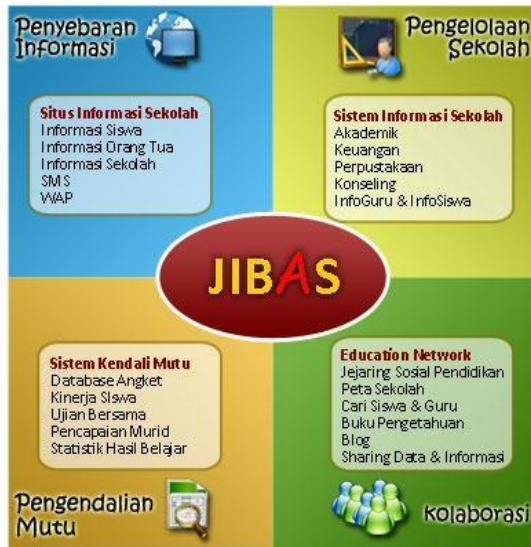 Penyebaran
Informasi
Situs Informasi Sekolah
Informasi Siswa
Informasi Orang Tua
Informasi Sekolah
SMS
WAP
Pengelolaan
Sekolah
Sistem Informasi Sekolah
Akademik
Keuangan
Perpustakaan
Konseling
InfoGuru & InfoSiswa
JIBAS
Sistem Kendali Mutu
Database Angket
Kinerja SIswa
Ujian Bersama
Pencapaian Murid
Statistik Hasil Belajar
Pengendalian
Mutu
Education Network
Jejaring Sosial Pendidikan
Peta Sekolah
Cari Siswa & Guru
Buku Pengetahuan
Blog
Sharing Data & Informasi
kolaborasi